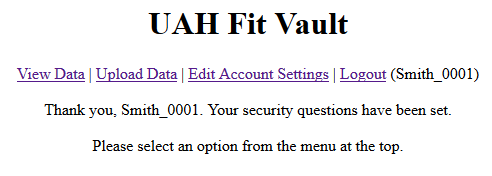 UAH Fit Vault
View Data | Upload Data | Edit Account Settings | Logout (Smith_0001)
Thank you, Smith_0001. Your security questions have been set.
Please select an option from the menu at the top.